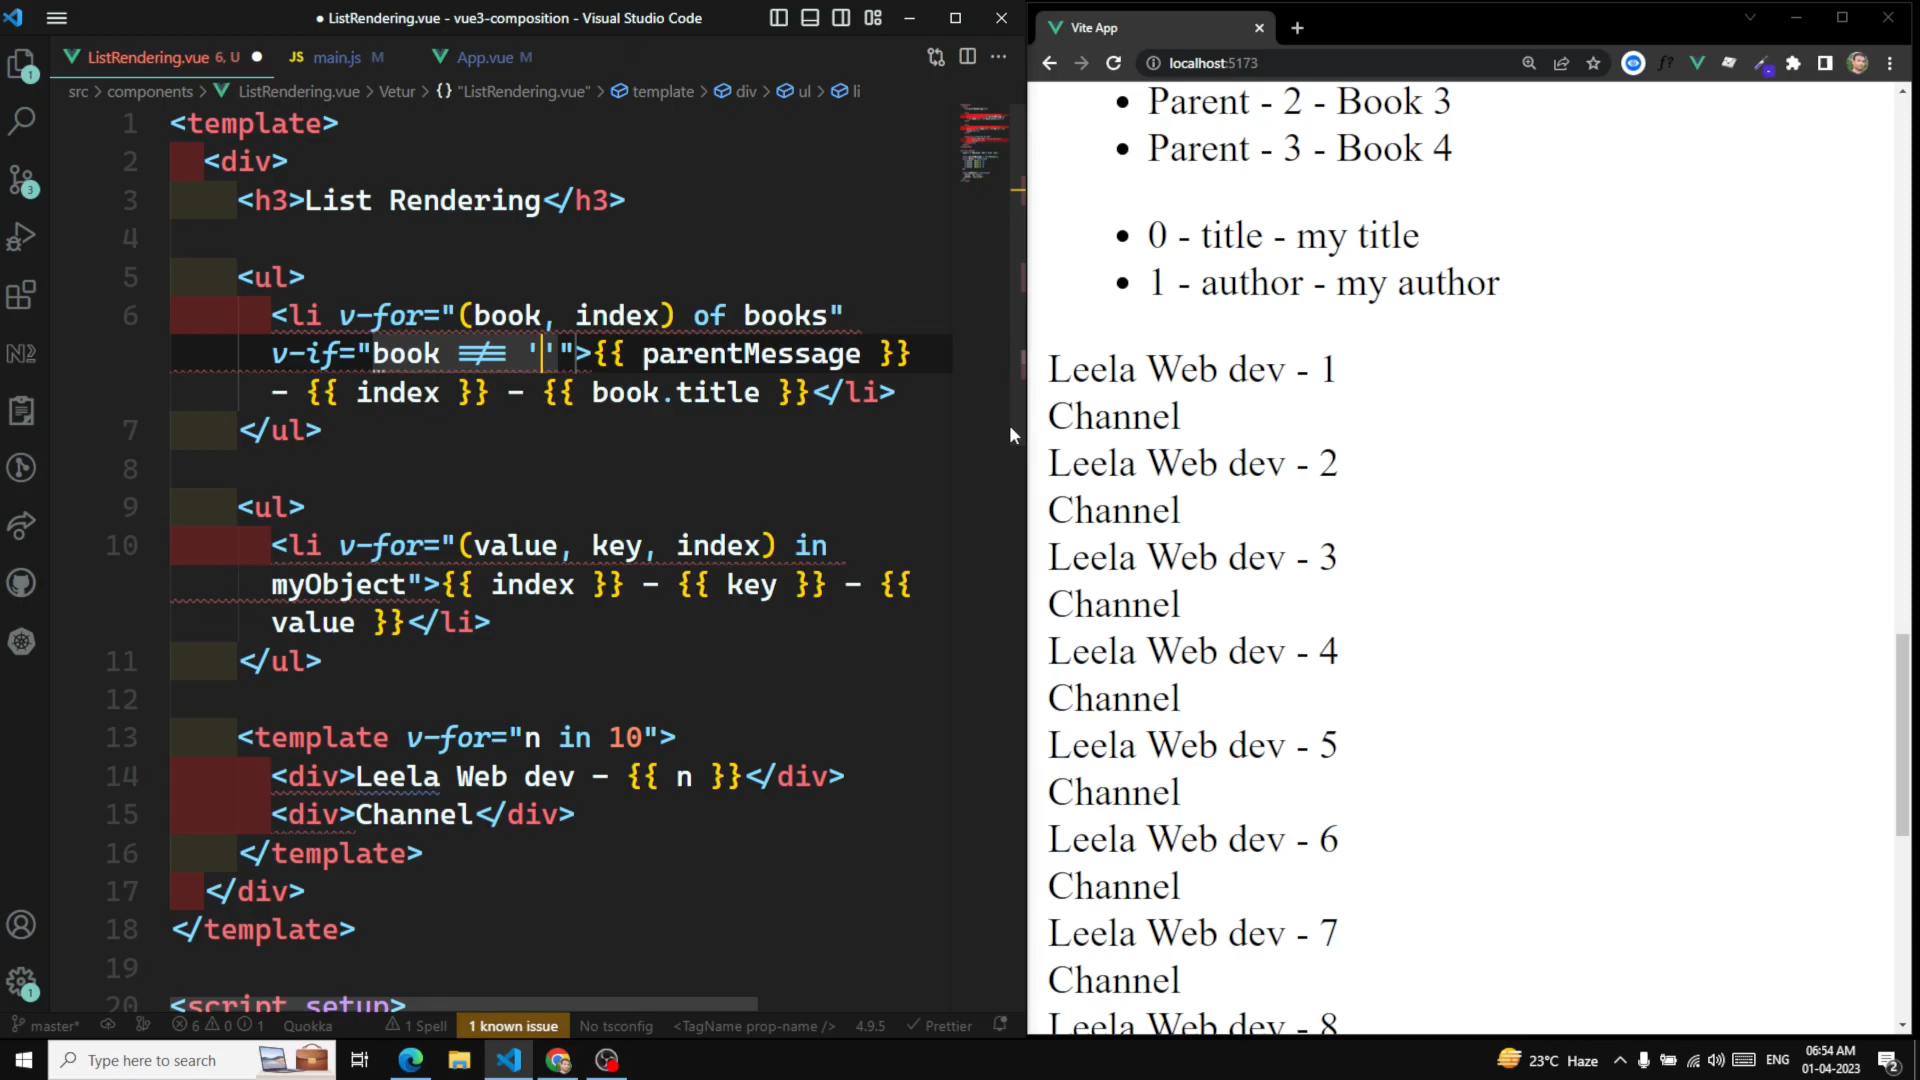 ● ListRendering.vue - vue3-composition - Visual Studio Code
ListRendering.vue 6, U ●
JS main.js M
App.vue M
src > components > ListRendering.vue > Vetur > {} "ListRendering.vue" > template > div > ul > li
1 <template>
2 <div>
3 <h3>List Rendering</h3>
4
5 <ul>
6 <li v-for="(book, index) of books"
v-if="book !== ''">{{ parentMessage }}
- {{ index }} - {{ book.title }}</li>
7 </ul>
8
9 <ul>
10 <li v-for="(value, key, index) in
myObject">{{ index }} - {{ key }} - {{
value }}</li>
11 </ul>
12
13 <template v-for="n in 10">
14 <div>Leela Web dev - {{ n }}</div>
15 <div>Channel</div>
16 </template>
17 </div>
18 </template>
19
20 <script setup>
master* 6 0 1 Quokka 1 Spell 1 known issue No tsconfig <TagName prop-name /> 4.9.5 Prettier
Vite App
localhost:5173
• Parent - 2 - Book 3
• Parent - 3 - Book 4
• 0 - title - my title
• 1 - author - my author
Leela Web dev - 1
Channel
Leela Web dev - 2
Channel
Leela Web dev - 3
Channel
Leela Web dev - 4
Channel
Leela Web dev - 5
Channel
Leela Web dev - 6
Channel
Leela Web dev - 7
Channel
Leela Web dev - 8
Type here to search
23°C Haze
ENG
06:54 AM
01-04-2023
2